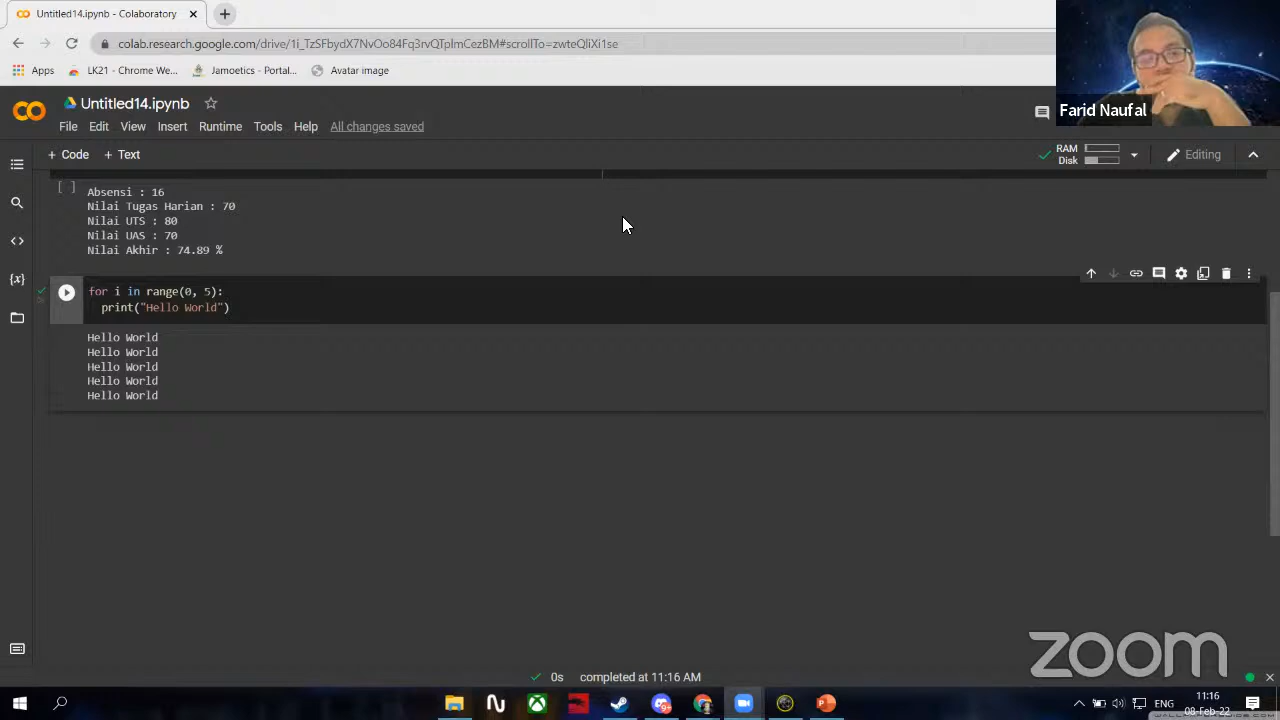 Untitled14.ipynb - Colaboratory
colab.research.google.com/drive/1i_TzSFbydX7NvOo84Fq3rvQTplmCezBM#scrollTo=zwteQliXi1se
Apps LK21 - Chrome We... Jamoetics - Portal... Avatar image
Farid Naufal
Untitled14.ipynb
File Edit View Insert Runtime Tools Help All changes saved
+ Code + Text
RAM
Disk
Editing
[ ] Absensi : 16
Nilai Tugas Harian : 70
Nilai UTS : 80
Nilai UAS : 70
Nilai Akhir : 74.89 %
for i in range(0, 5):
print("Hello World")
Hello World
Hello World
Hello World
Hello World
Hello World
zoom
0s completed at 11:16 AM
ENG
11:16
08-Feb-22